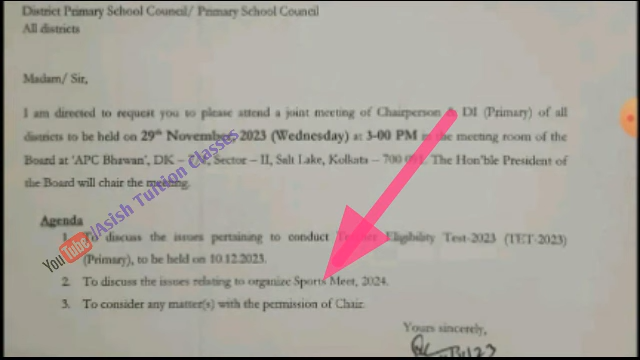 District Primary School Council/ Primary School Council
All districts
Madam/ Sir,
I am directed to request you to please attend a joint meeting of Chairperson & DI (Primary) of all
districts to be held on 29th November, 2023 (Wednesday) at 3-00 PM in the meeting room of the
Board at 'APC Bhawan', DK – Sector – II, Salt Lake, Kolkata – 700 The Hon'ble President of
the Board will chair the meeting.
Agenda
1. To discuss the issues pertaining to conduct Eligibility Test-2023 (TET-2023)
(Primary), to be held on 10.12.2023.
2. To discuss the issues relating to organize Sports Meet, 2024.
3. To consider any matter(s) with the permission of Chair.
Yours sincerely,
YouTube/Asish Tuition Classes